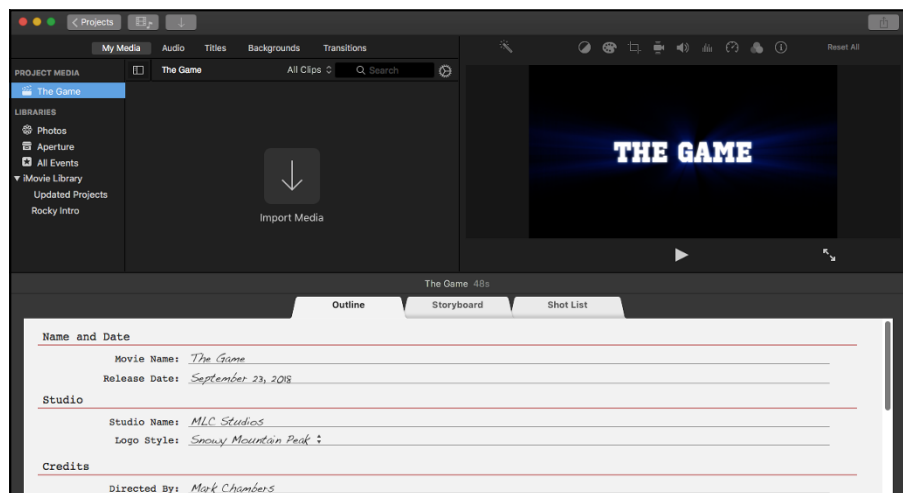 Projects
My Media Audio Titles Backgrounds Transitions
Reset All
PROJECT MEDIA
The Game
All Clips
Search
The Game
LIBRARIES
Photos
Aperture
All Events
iMovie Library
Updated Projects
Rocky Intro
Import Media
THE GAME
The Game 48s
Outline Storyboard Shot List
Name and Date
Movie Name: The Game
Release Date: September 23, 2018
Studio
Studio Name: MLC Studios
Logo Style: Snowy Mountain Peak
Credits
Directed By: Mark Chambers